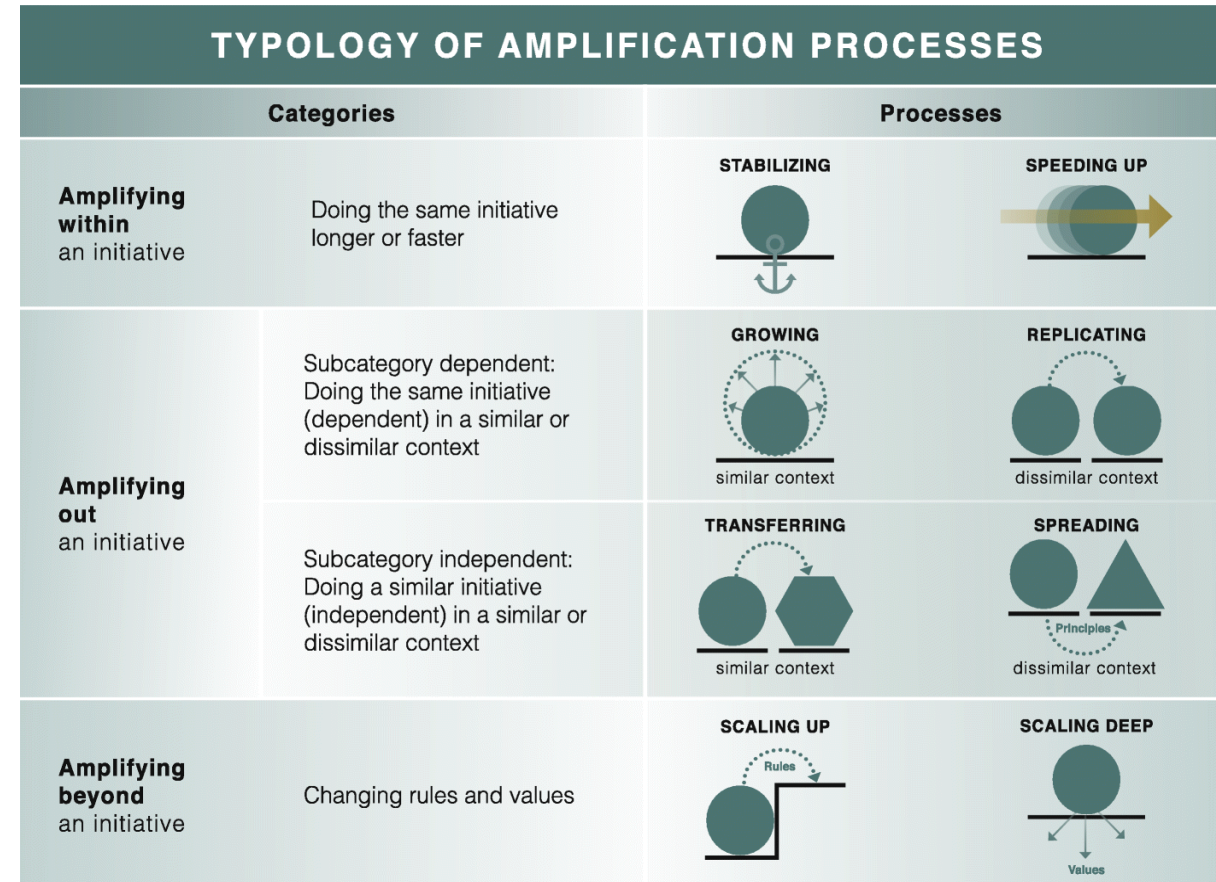 TYPOLOGY OF AMPLIFICATION PROCESSES
Categories
Processes
Amplifying
within
an initiative
Doing the same initiative
longer or faster
STABILIZING
SPEEDING UP
Amplifying
out
an initiative
Subcategory dependent:
Doing the same initiative
(dependent) in a similar or
dissimilar context
GROWING
similar context
REPLICATING
dissimilar context
Subcategory independent:
Doing a similar initiative
(independent) in a similar or
dissimilar context
TRANSFERRING
similar context
SPREADING
Principles
dissimilar context
Amplifying
beyond
an initiative
Changing rules and values
SCALING UP
Rules
SCALING DEEP
Values